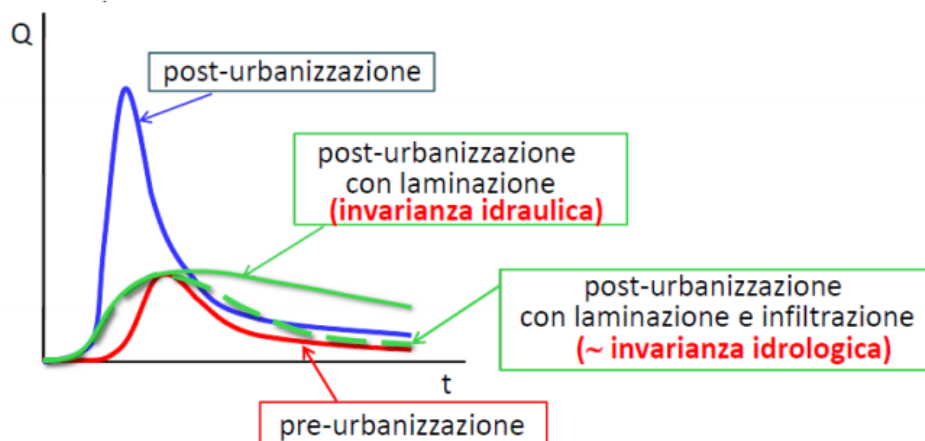 Q
post-urbanizzazione
post-urbanizzazione
con laminazione
(invarianza idraulica)
post-urbanizzazione
con laminazione e infiltrazione
(~ invarianza idrologica)
t
pre-urbanizzazione